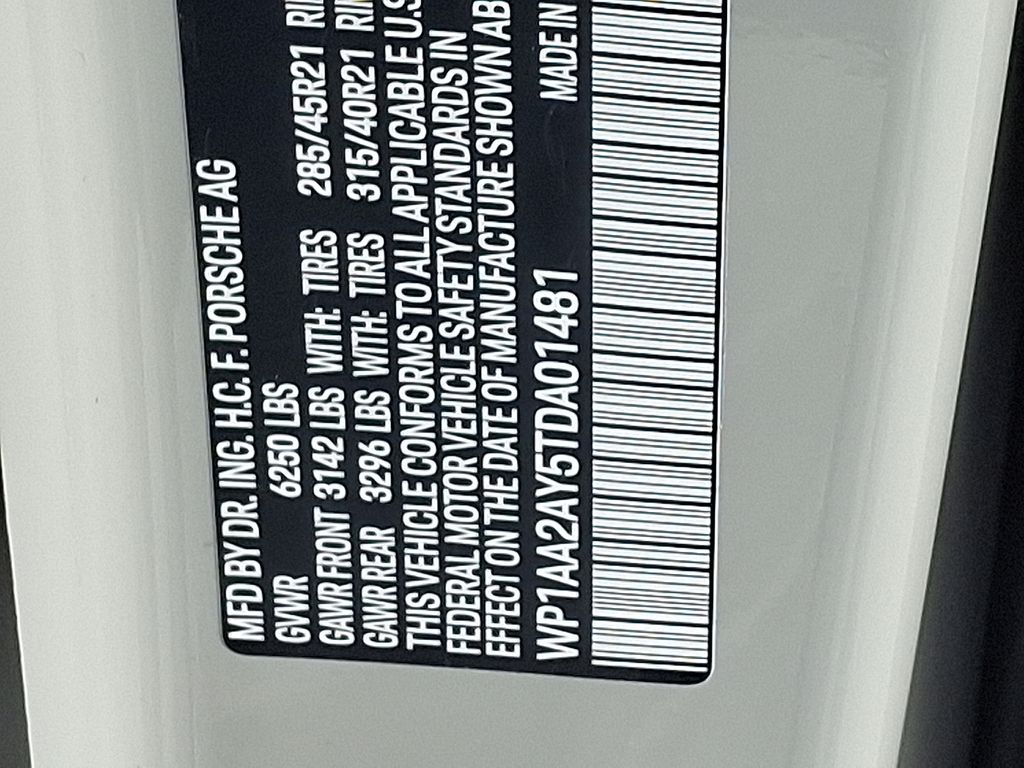 MFD BY DR. ING. H.C. F. PORSCHE AG
GVWR 6250 LBS
GAWR FRONT 3142 LBS WITH: TIRES 285/45R21
GAWR REAR 3296 LBS WITH: TIRES 315/40R21
THIS VEHICLE CONFORMS TO ALL APPLICABLE U.S
FEDERAL MOTOR VEHICLE SAFETY STANDARDS IN
EFFECT ON THE DATE OF MANUFACTURE SHOWN AB
WP1AA2AY5TDA01481 MADE IN